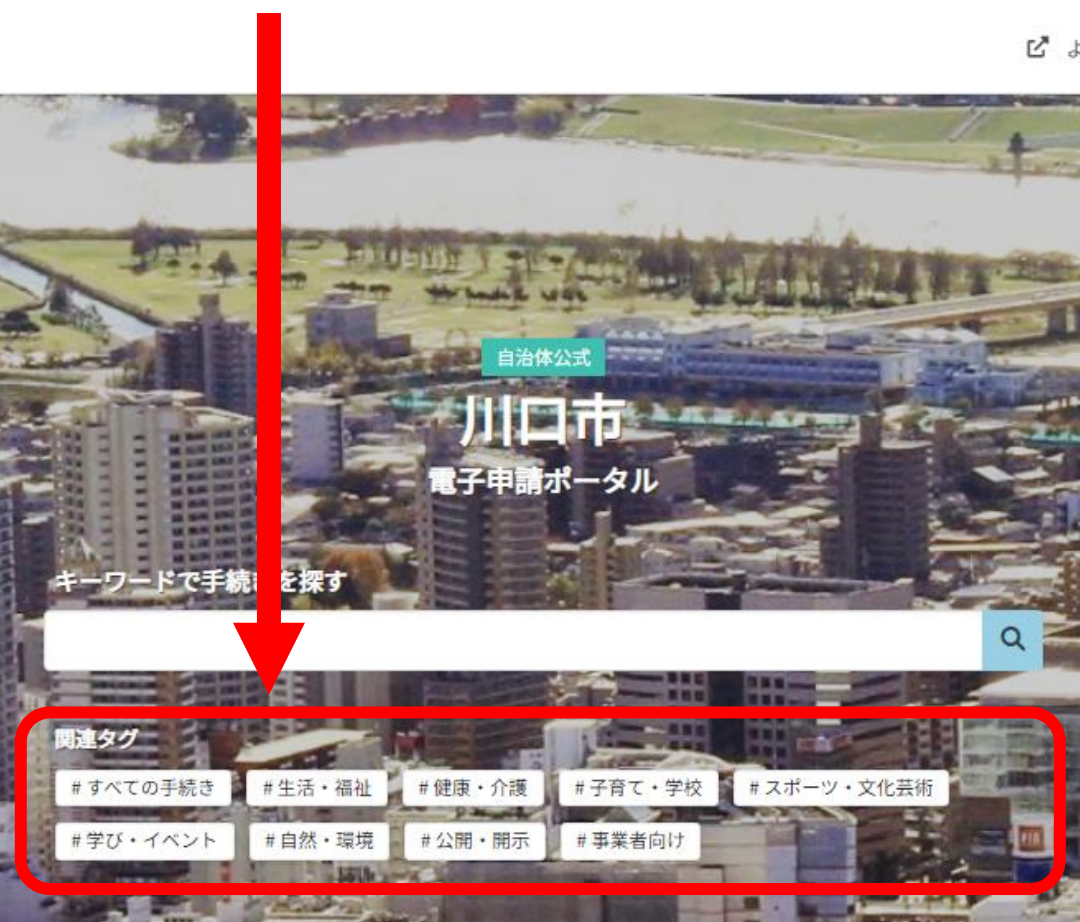 よ
自治体公式
川口市
電子申請ポータル
キーワードで手続きを探す
関連タグ
#すべての手続き #生活・福祉 #健康・介護 #子育て・学校 #スポーツ・文化芸術
#学び・イベント #自然・環境 #公開・開示 #事業者向け